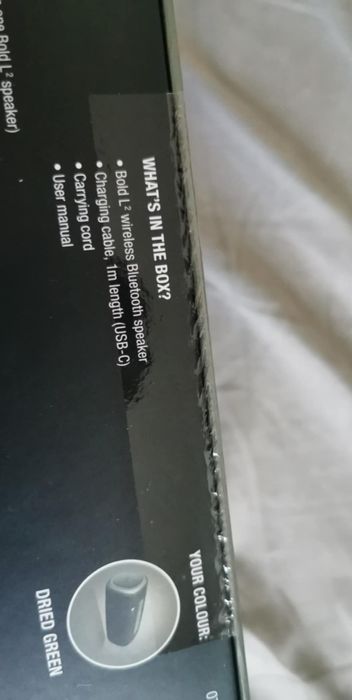 WHAT'S IN THE BOX?
• Bold L² wireless Bluetooth speaker
• Charging cable, 1m length (USB-C)
• Carrying cord
• User manual
Bold L² speaker)
YOUR COLOUR:
DRIED GREEN